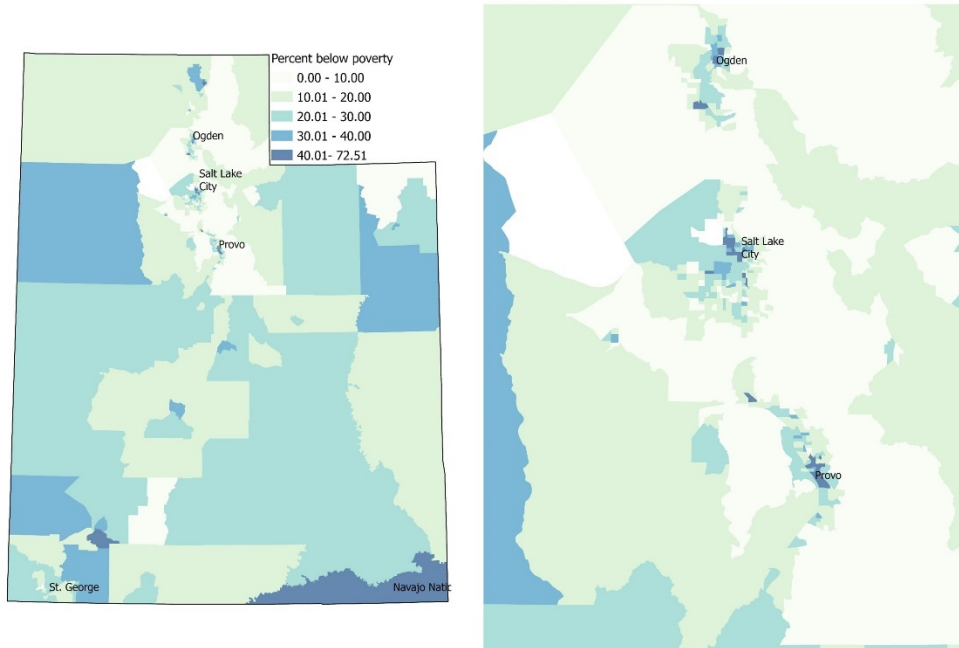 Percent below poverty
0.00 - 10.00
10.01 - 20.00
20.01 - 30.00
30.01 - 40.00
40.01- 72.51
Ogden
Salt Lake
City
Provo
St. George
Navajo Natic
Ogden
Salt Lake
City
Provo